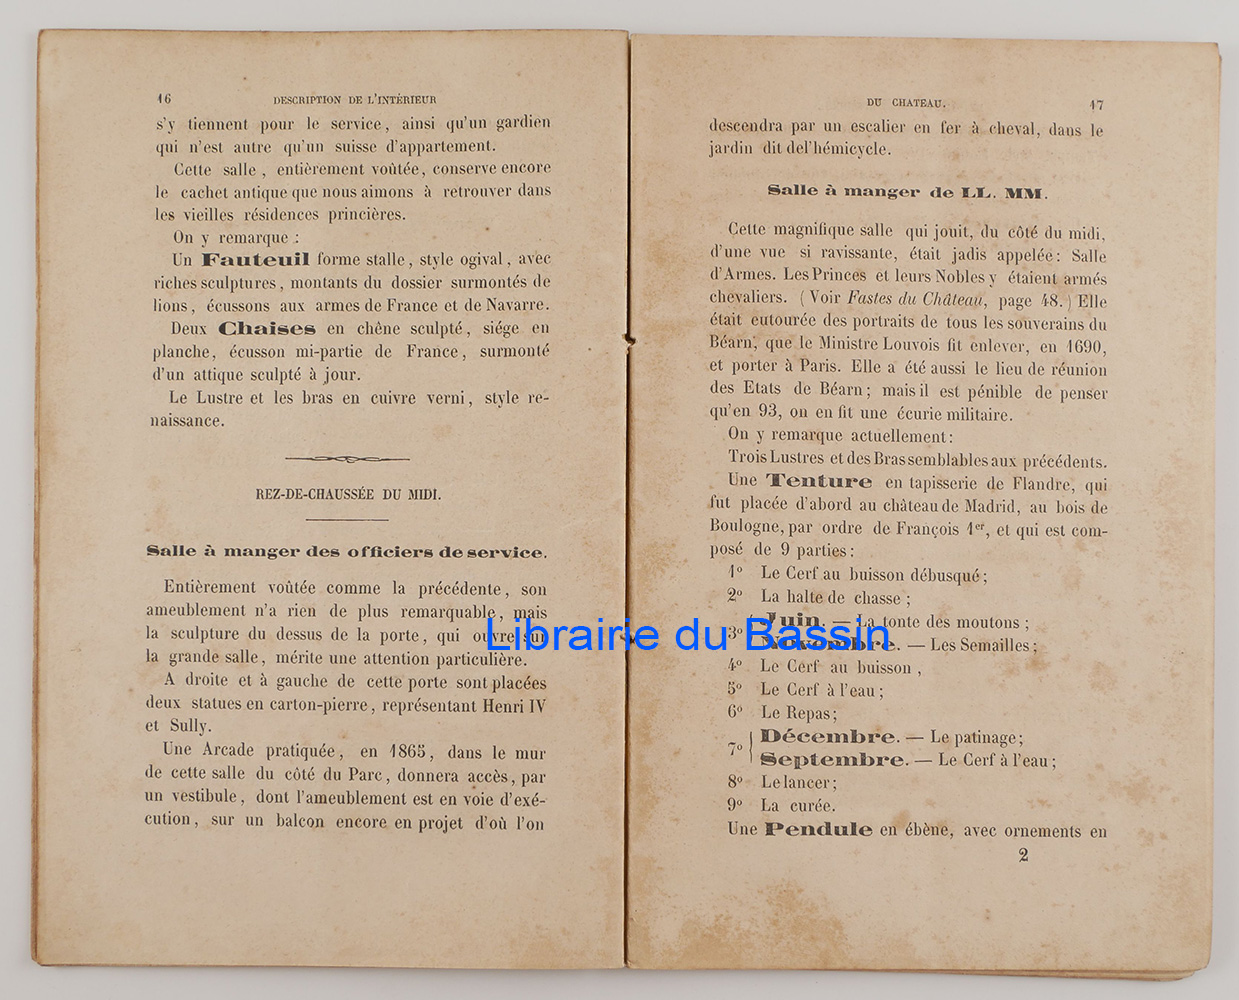 16 DESCRIPTION DE L'INTÉRIEUR
s'y tiennent pour le service, ainsi qu'un gardien
qui n'est autre qu'un suisse d'appartement.
Cette salle, entièrement voûtée, conserve encore
le cachet antique que nous aimons à retrouver dans
les vieilles résidences princières.
On y remarque :
Un Fauteuil forme stalle, style ogival, avec
riches sculptures, montants du dossier surmontés de
lions, écussons aux armes de France et de Navarre.
Deux Chaises en chêne sculpté, siége en
planche, écusson mi-partie de France, surmonté
d'un attique sculpté à jour.
Le Lustre et les bras en cuivre verni, style re-
naissance.
REZ-DE-CHAUSSÉE DU MIDI.
Salle à manger des officiers de service.
Entièrement voûtée comme la précédente, son
ameublement n'a rien de plus remarquable, mais
la sculpture du dessus de la porte, qui ouvre sur
la grande salle, mérite une attention particulière.
A droite et à gauche de cette porte sont placées
deux statues en carton-pierre, représentant Henri IV
et Sully.
Une Arcade pratiquée, en 1865, dans le mur
de cette salle du côté du Parc, donnera accès, par
un vestibule, dont l'ameublement est en voie d'exé-
cution, sur un balcon encore en projet d'où l'on
DU CHATEAU. 17
descendra par un escalier en fer à cheval, dans le
jardin dit del'hémicycle.
Salle à manger de LL. MM.
Cette magnifique salle qui jouit, du côté du midi,
d'une vue si ravissante, était jadis appelée: Salle
d'Armes. Les Princes et leurs Nobles y étaient armés
chevaliers. (Voir Fastes du Château, page 48.) Elle
était entourée des portraits de tous les souverains du
Béarn, que le Ministre Louvois fit enlever, en 1690,
et porter à Paris. Elle a été aussi le lieu de réunion
des Etats de Béarn; mais il est pénible de penser
qu'en 93, on en fit une écurie militaire.
On y remarque actuellement:
Trois Lustres et des Bras semblables aux précédents.
Une Tenture en tapisserie de Flandre, qui
fut placée d'abord au château de Madrid, au bois de
Boulogne, par ordre de François 1er, et qui est com-
posé de 9 parties:
1° Le Cerf au buisson débusqué;
2° La halte de chasse;
3° Juin. — La tonte des moutons;
Novembre. — Les Semailles;
4° Le Cerf au buisson,
5° Le Cerf à l'eau;
6° Le Repas;
7° Décembre. — Le patinage;
Septembre. — Le Cerf à l'eau;
8° Le lancer;
9° La curée.
Une Pendule en ébène, avec ornements en
2
Librairie du Bassin